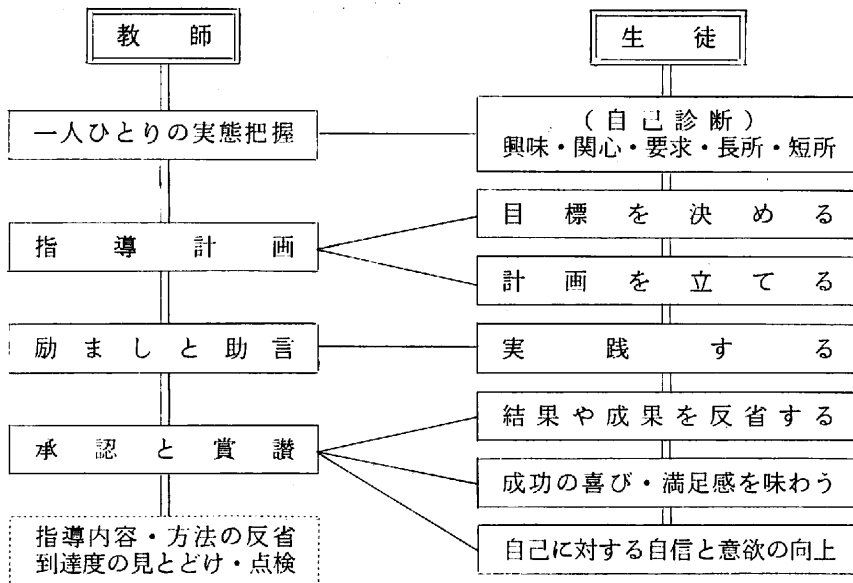 教師
生徒
一人ひとりの実態把握
（自己診断）
興味・関心・要求・長所・短所
指導計画
目標を決める
計画を立てる
励ましと助言
実践する
承認と賞讃
結果や成果を反省する
成功の喜び・満足感を味わう
自己に対する自信と意欲の向上
指導内容・方法の反省
到達度の見とどけ・点検